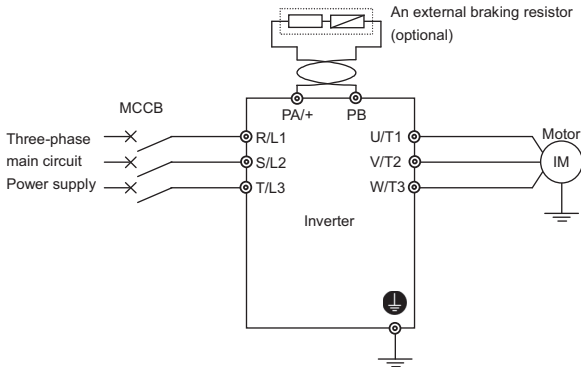 An external braking resistor
(optional)
MCCB
PA/+ PB
Three-phase
main circuit
Power supply
R/L1
S/L2
T/L3
U/T1
V/T2
W/T3
Motor
IM
Inverter